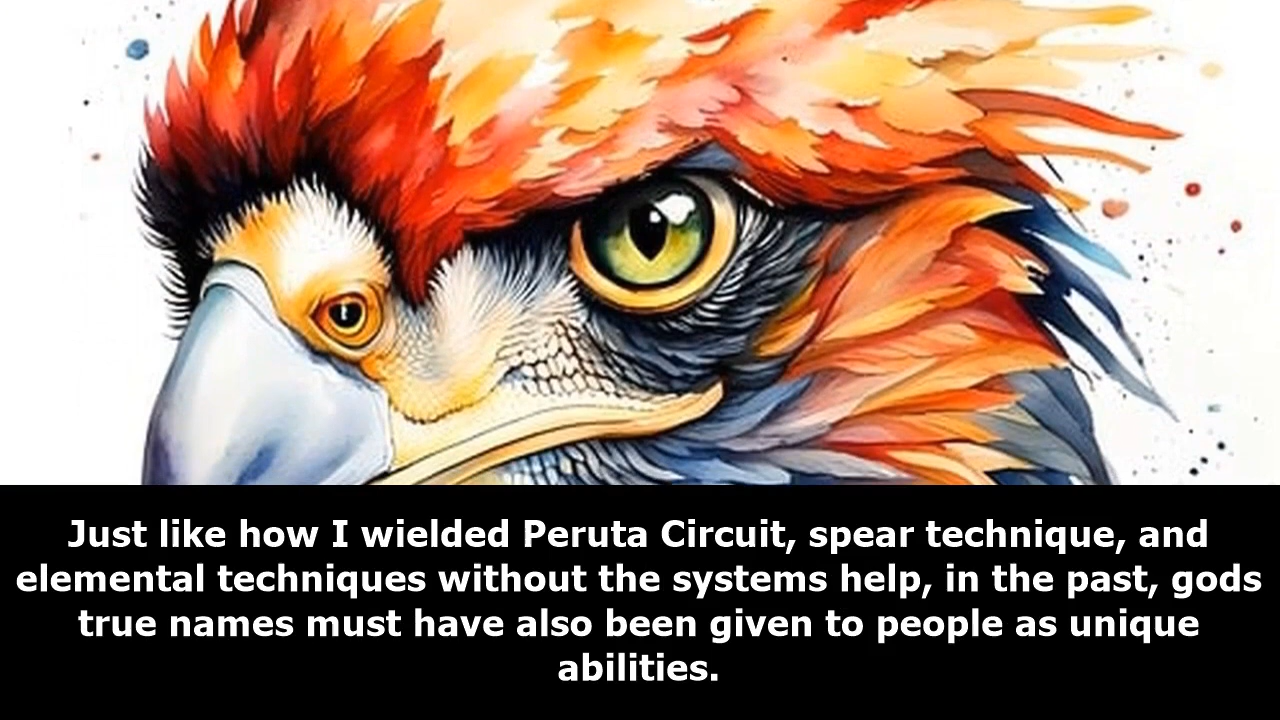 Just like how I wielded Peruta Circuit, spear technique, and
elemental techniques without the systems help, in the past, gods
true names must have also been given to people as unique
abilities.